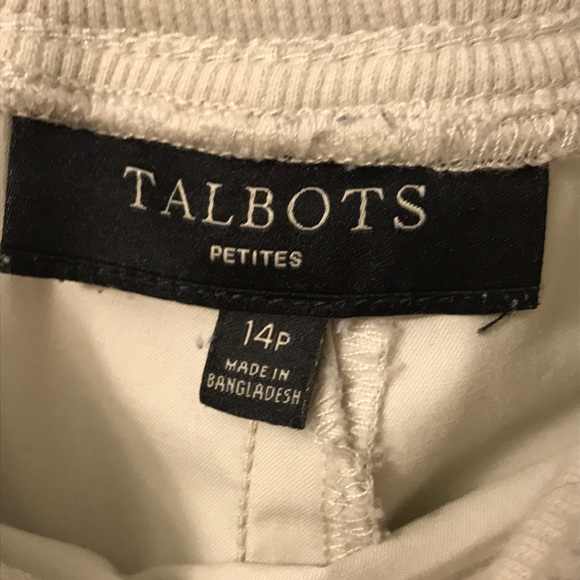 TALBOTS
PETITES
14P
MADE IN
BANGLADESH